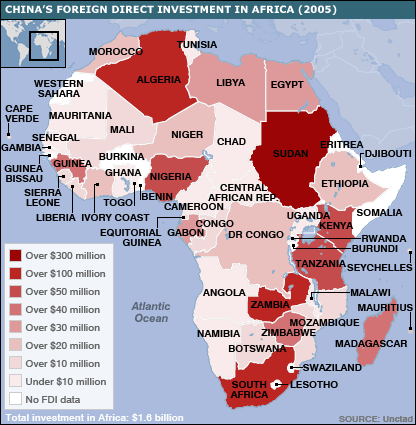 CHINA'S FOREIGN DIRECT INVESTMENT IN AFRICA (2005)
TUNISIA
MOROCCO
ALGERIA
LIBYA
EGYPT
WESTERN
SAHARA
CAPE
VERDE
MAURITANIA
MALI
NIGER
CHAD
SUDAN
ERITREA
DJIBOUTI
SENEGAL
GAMBIA
GUINEA
BISSAU
GUINEA
BURKINA
GHANA
NIGERIA
ETHIOPIA
SIERRA
LEONE
LIBERIA
IVORY COAST
TOGO
BENIN
CENTRAL
AFRICAN REP.
CAMEROON
EQUITORIAL
GUINEA
GABON
CONGO
DR CONGO
UGANDA
KENYA
SOMALIA
RWANDA
BURUNDI
TANZANIA
SEYCHELLES
ANGOLA
ZAMBIA
MALAWI
MAURITIUS
MOZAMBIQUE
ZIMBABWE
MADAGASCAR
NAMIBIA
BOTSWANA
SWAZILAND
SOUTH
AFRICA
LESOTHO
Atlantic
Ocean
Over $300 million
Over $100 million
Over $50 million
Over $40 million
Over $30 million
Over $20 million
Over $10 million
Under $10 million
No FDI data
Total investment in Africa: $1.6 billion
SOURCE: Unctad